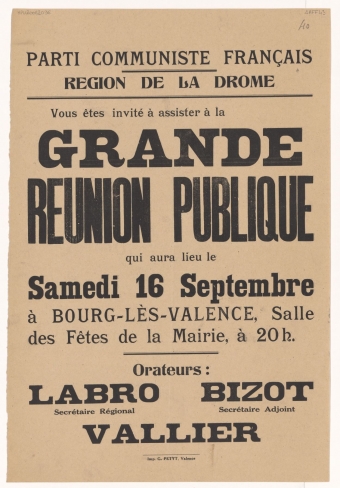 PARTI COMMUNISTE FRANÇAIS
REGION DE LA DROME
Vous êtes invité à assister à la
GRANDE
REUNION PUBLIQUE
qui aura lieu le
Samedi 16 Septembre
à BOURG-LÈS-VALENCE, Salle
des Fêtes de la Mairie, à 20 h.
Orateurs :
LABRO BIZOT
Secrétaire Régional Secrétaire Adjoint
VALLIER